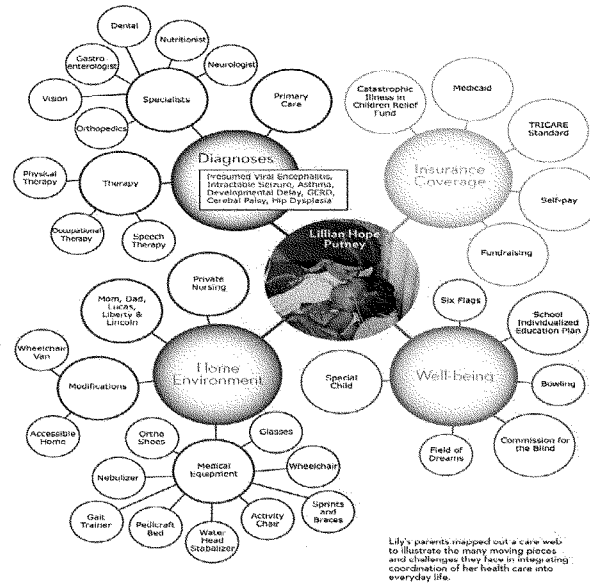 Dental
Nutritionist
Gastro-
enterologist
Neurologist
Vision
Specialists
Orthopedics
Primary
Care
Diagnoses
Presumed Viral Encephalitis,
Intractable Seizure, Asthma,
Developmental Delay, GERD,
Cerebral Palsy, Hip Dysplasia
Physical
Therapy
Therapy
Occupational
Therapy
Speech
Therapy
Catastrophic
Illness in
Children Relief
Fund
Medicaid
TRICARE
Standard
Insurance
Coverage
Self-pay
Fundraising
Lillian Hope
Putney
Private
Nursing
Mom, Dad,
Lucas,
Liberty &
Lincoln
Home
Environment
Wheelchair
Van
Modifications
Accessible
Home
Ortho
Shoes
Glasses
Nebulizer
Medical
Equipment
Wheelchair
Gait
Trainer
Pedicraft
Bed
Water
Head
Stabalizer
Activity
Chair
Sprints
and
Braces
Six Flags
School
Individualized
Education Plan
Special
Child
Well-being
Bowling
Field of
Dreams
Commission for
the Blind
Lily's parents mapped out a care web
to illustrate the many moving pieces
and challenges they face in integrating
coordination of her health care into
everyday life.